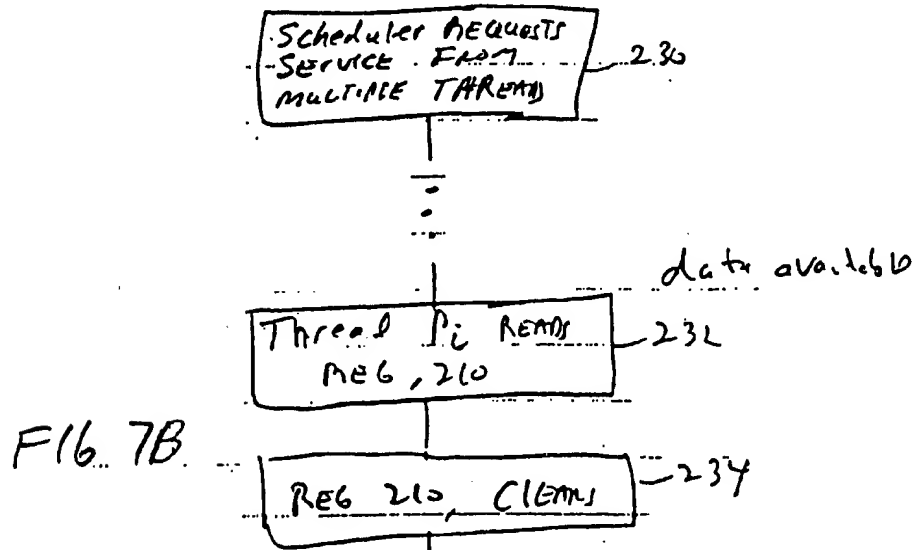 Scheduler REQUESTS
SERVICE FROM
MULTIPLE THREADS
230
data available
Thread Pi READS
REG, 210
232
FIG. 7B
REG 210, CLEARS
234